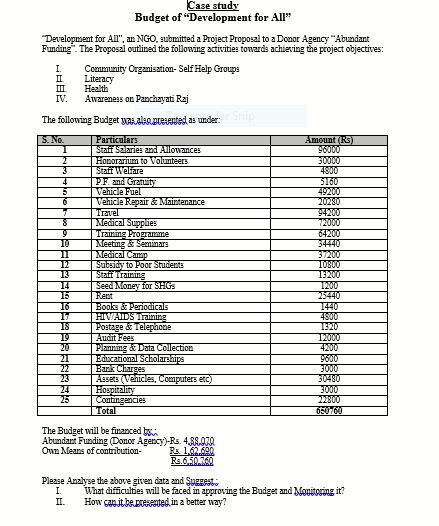 Case study
Budget of “Development for All”
“Development for All”, an NGO, submitted a Project Proposal to a Donor Agency “Abundant
Funding”. The Proposal outlined the following activities towards achieving the project objectives:
I. Community Organisation- Self Help Groups
II. Literacy
III. Health
IV. Awareness on Panchayati Raj
Snip
The following Budget was also presented as under:
S. No. Particulars Amount (Rs)
1 Staff Salaries and Allowances 96000
2 Honorarium to Volunteers 30000
3 Staff Welfare 4800
4 P.F. and Gratuity 5160
5 Vehicle Fuel 49200
6 Vehicle Repair & Maintenance 20280
7 Travel 94200
8 Medical Supplies 72000
9 Training Programme 64200
10 Meeting & Seminars 34440
11 Medical Camp 37200
12 Subsidy to Poor Students 10800
13 Staff Training 13200
14 Seed Money for SHGs 1200
15 Rent 25440
16 Books & Periodicals 1440
17 HIV/AIDS Training 4800
18 Postage & Telephone 1320
19 Audit Fees 12000
20 Planning & Data Collection 4200
21 Educational Scholarships 9600
22 Bank Charges 3000
23 Assets (Vehicles, Computers etc) 30480
24 Hospitality 3000
25 Contingencies 22800
Total 650760
The Budget will be financed by :
Abundant Funding (Donor Agency)-Rs. 4,88,070
Own Means of contribution- Rs. 1,62,690
Rs.6,50,760
Please Analyse the above given data and Suggest :
I. What difficulties will be faced in approving the Budget and Monitoring it?
II. How can it be presented in a better way?